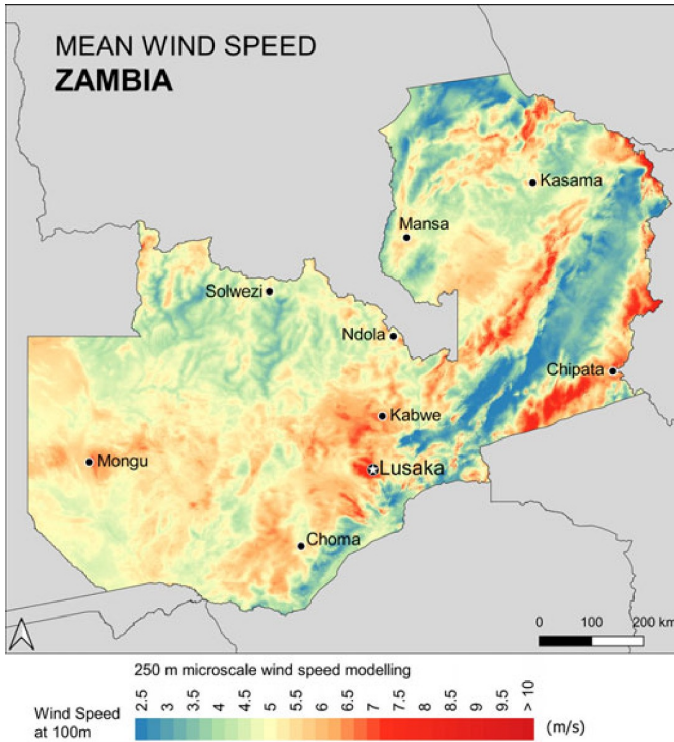 MEAN WIND SPEED
ZAMBIA
Kasama
Mansa
Solwezi
Ndola
Chipata
Kabwe
Mongu
Lusaka
Choma
0 100 200 km
250 m microscale wind speed modelling
Wind Speed
at 100m
2.5 3 3.5 4 4.5 5 5.5 6 6.5 7 7.5 8 8.5 9 9.5 > 10
(m/s)